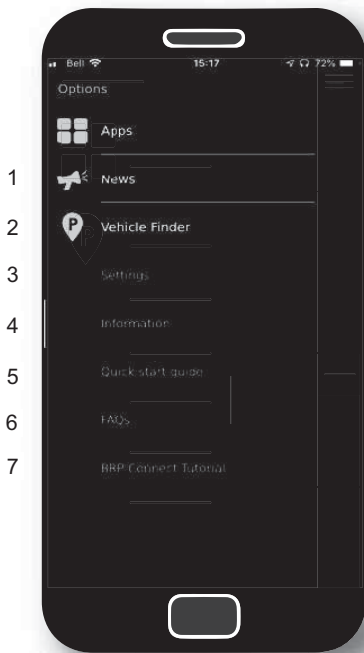 Bell 15:17 72%
Options
Apps
1 News
2 Vehicle Finder
3 Settings
4 Information
5 Quick start guide
6 FAQS
7 BRP Connect Tutorial